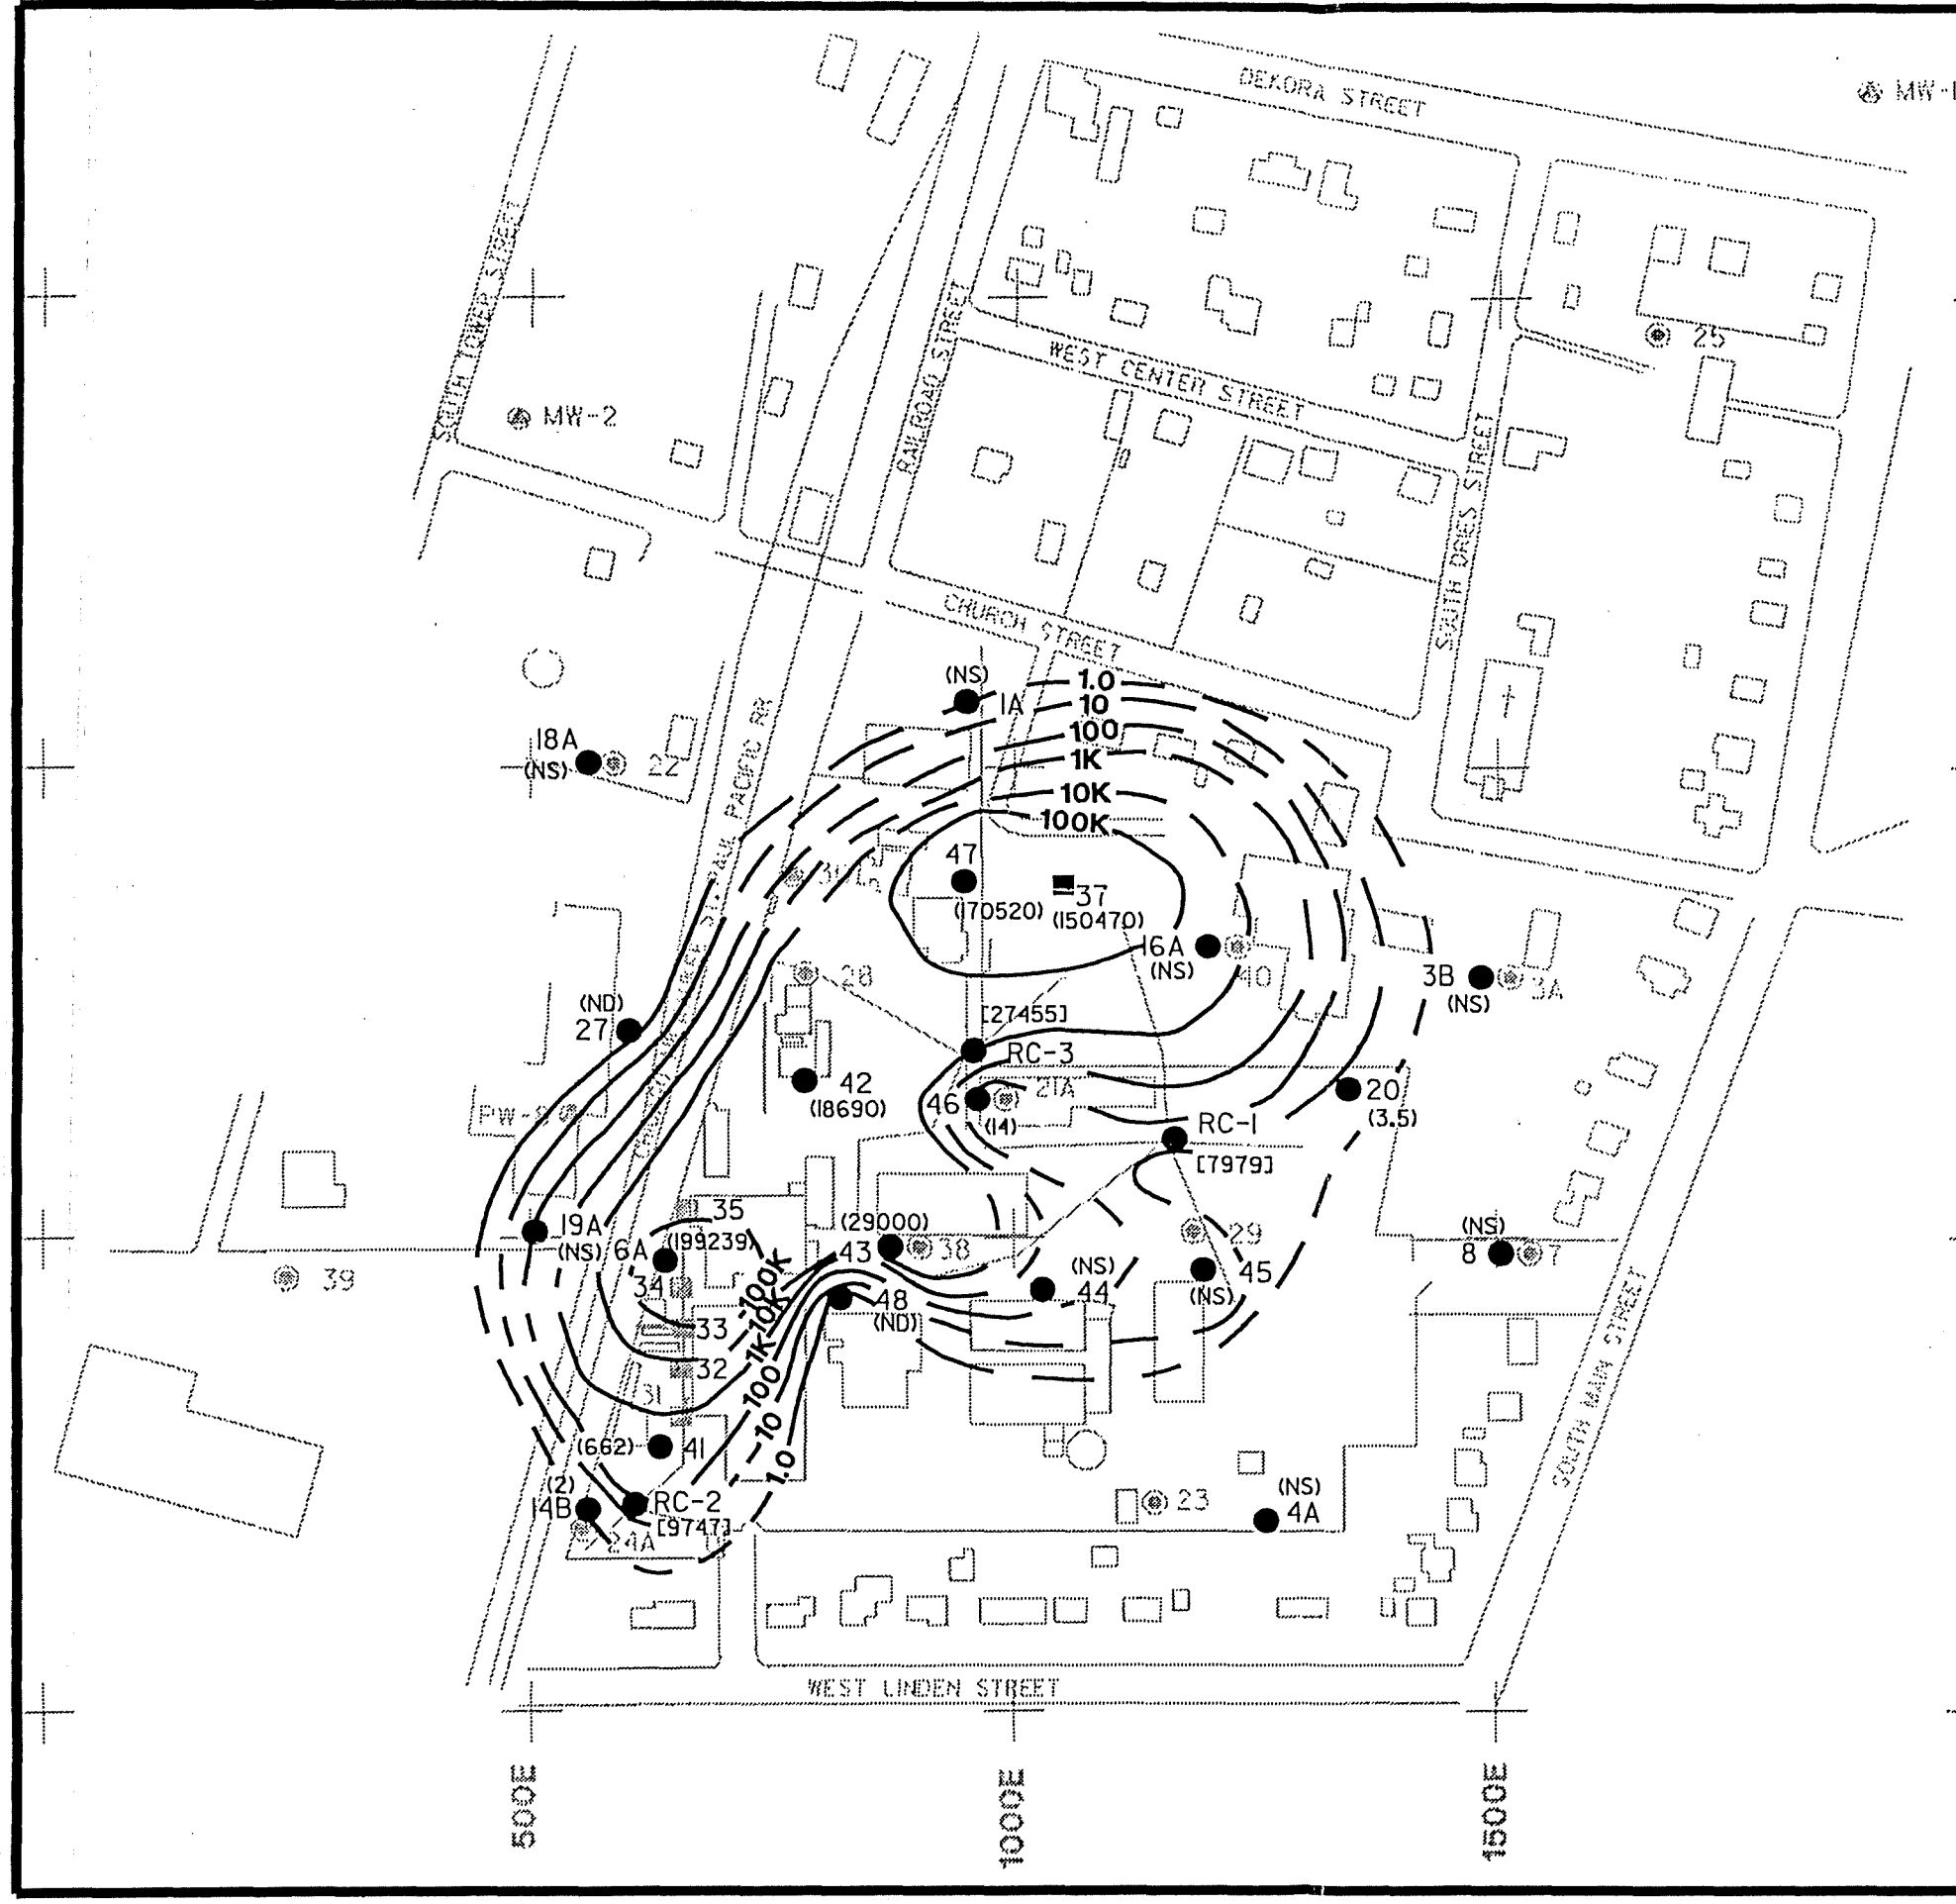 DEKORA STREET
MW-1
SOUTH TOWER STREET
RAILROAD STREET
25
WEST CENTER STREET
MW-2
SOUTH DRES STREET
CHURCH STREET
(NS)
1A
1.0
10
100
1K
10K
100K
18A
(NS)
22
47
(170520)
37
(150470)
16A
(NS)
40
3B
(NS)
3A
28
(ND)
27
[27455]
RC-3
42
(18690)
46
(14)
21A
20
(3.5)
RC-1
[7979]
19A
(NS)
35
(199239)
6A
34
33
32
31
(29000)
43
38
(NS)
44
29
45
(NS)
(NS)
8
7
39
48
(ND)
100K
10K
1K
100
10
1.0
(662)
41
(2)
14B
RC-2
[9747]
24A
23
(NS)
4A
SOUTH MAIN STREET
WEST LINDEN STREET
500E
1000E
1500E